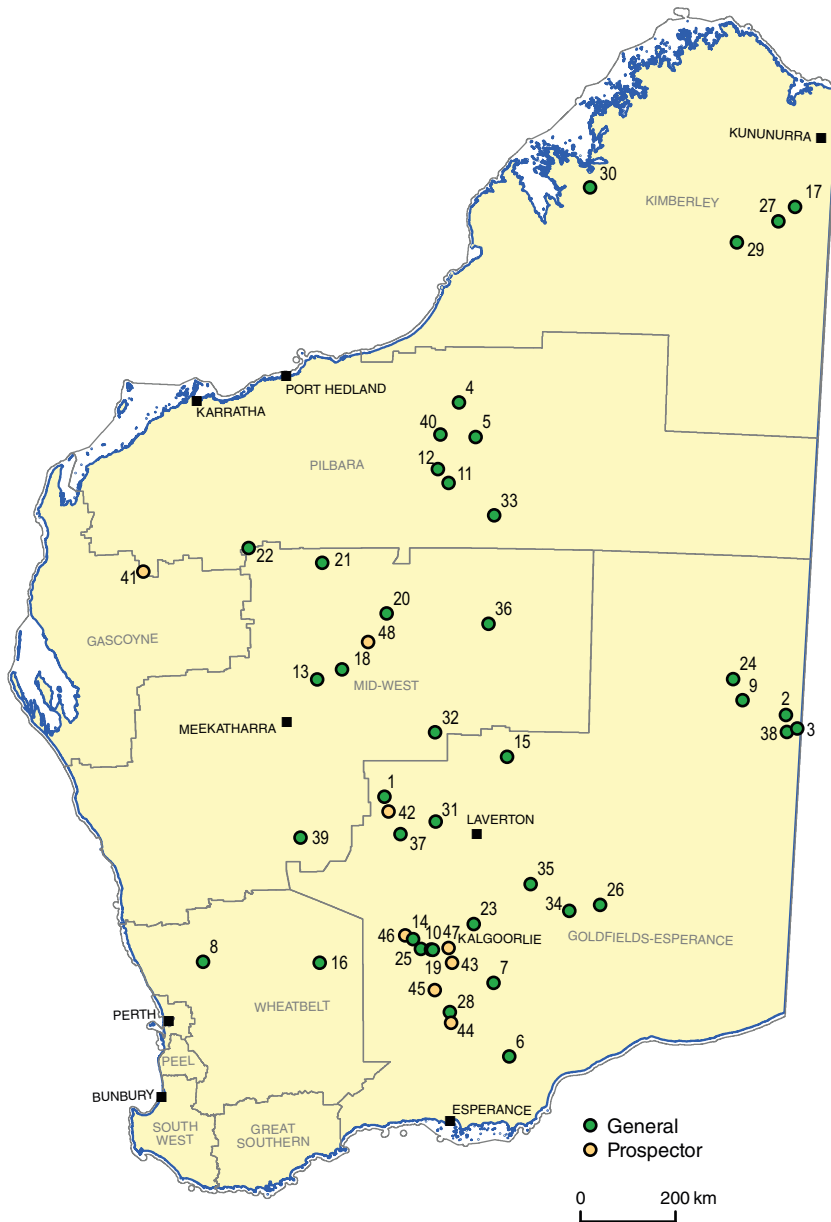 KUNUNURRA
30
KIMBERLEY
17
27
29
PORT HEDLAND
KARRATHA
4
40
5
PILBARA
12
11
33
22
21
41
20
36
GASCOYNE
48
18
13
MID-WEST
24
9
2
MEEKATHARRA
32
38
3
15
1
42
31
LAVERTON
39
37
35
26
34
23
14
46
10
47
KALGOORLIE
GOLDFIELDS-ESPERANCE
8
16
25
19
43
7
45
WHEATBELT
28
PERTH
44
6
PEEL
BUNBURY
ESPERANCE
SOUTH
WEST
GREAT
SOUTHERN
General
Prospector
0
200 km